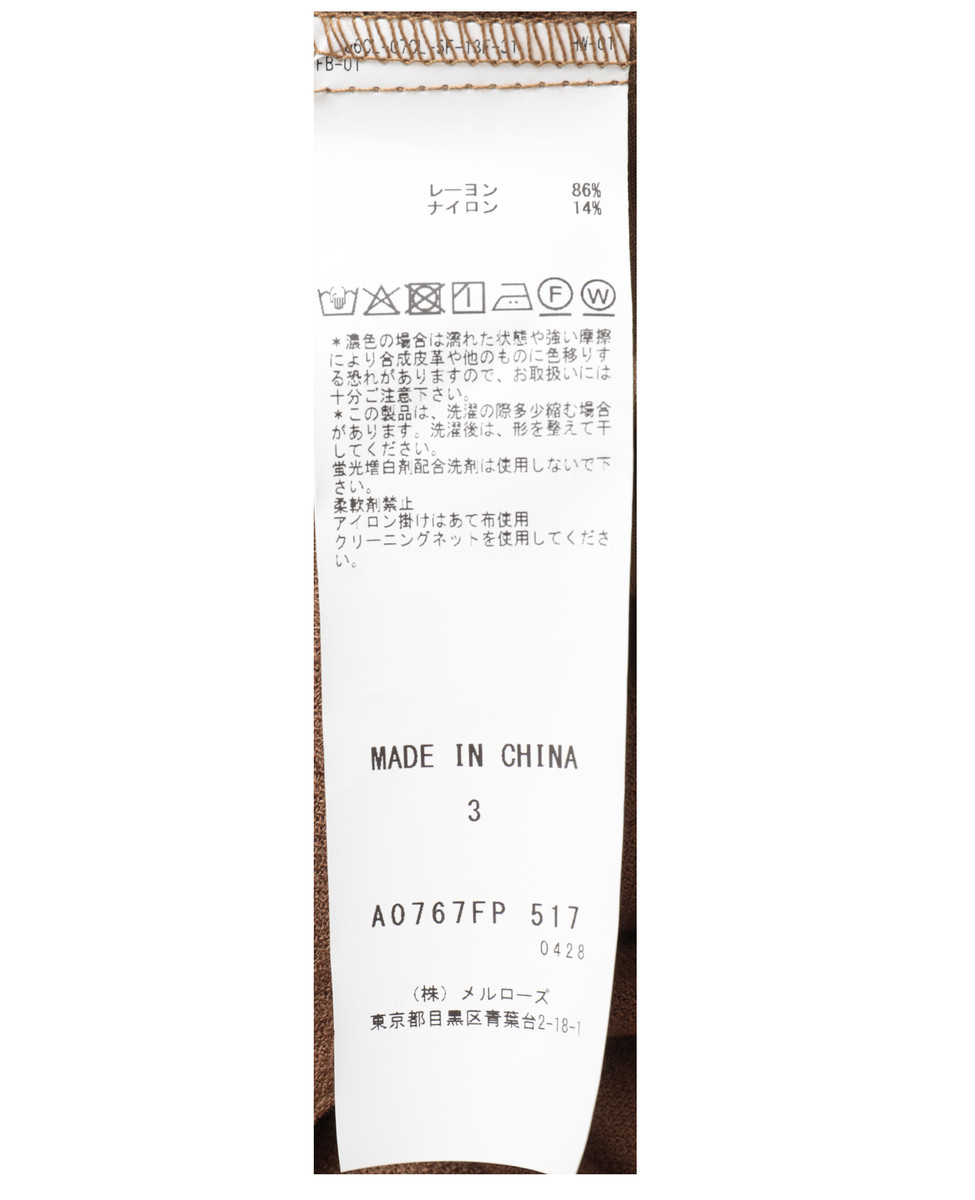 06CL-07CL-5F-13F-31 HW-01
FB-01
レーヨン 86%
ナイロン 14%
F W
*濃色の場合は濡れた状態や強い摩擦
により合成皮革や他のものに色移りす
る恐れがありますので、お取扱いには
十分ご注意下さい。
*この製品は、洗濯の際多少縮む場合
があります。洗濯後は、形を整えて干
してください。
蛍光増白剤配合洗剤は使用しないで下
さい。
柔軟剤禁止
アイロン掛けはあて布使用
クリーニングネットを使用してくださ
い。
MADE IN CHINA
3
A0767FP 517
0428
(株)メルローズ
東京都目黒区青葉台2-18-1